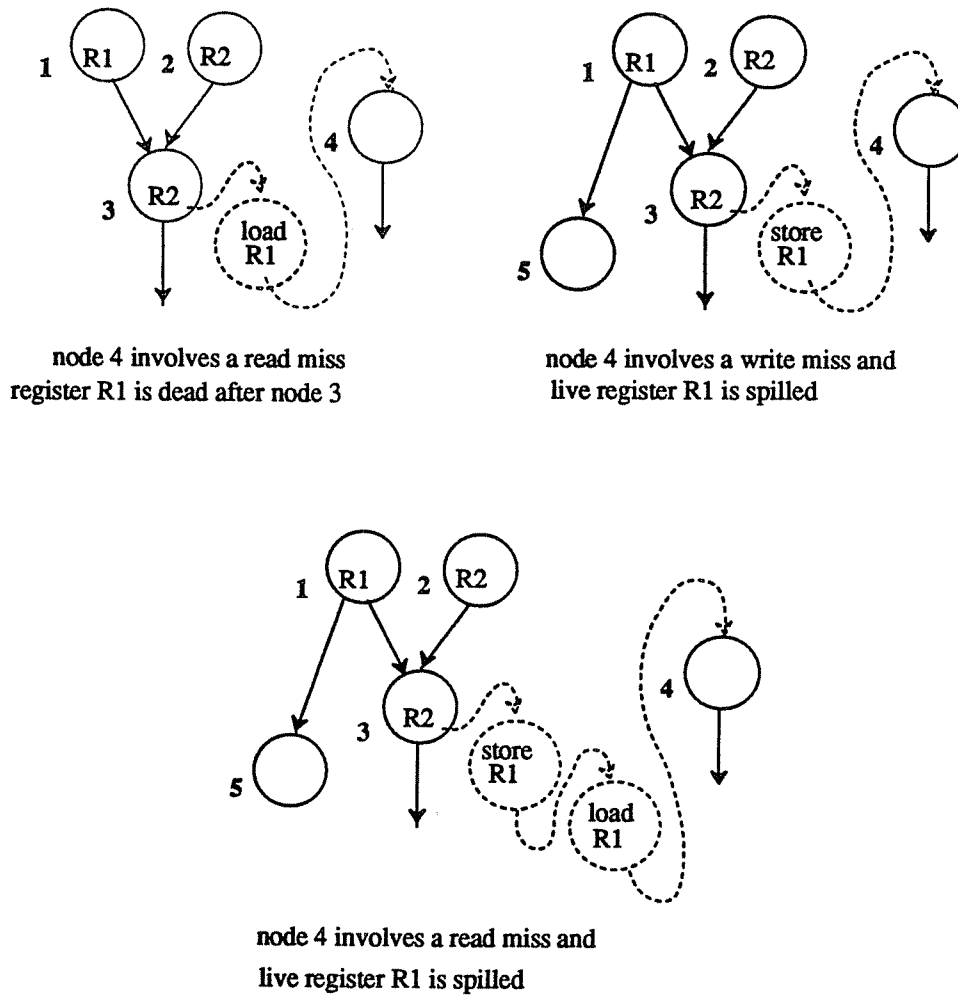 1 R1 2 R2
3 R2
load
R1
4
node 4 involves a read miss
register R1 is dead after node 3
1 R1 2 R2
3 R2
store
R1
4
5
node 4 involves a write miss and
live register R1 is spilled
1 R1 2 R2
3 R2
store
R1
load
R1
4
5
node 4 involves a read miss and
live register R1 is spilled